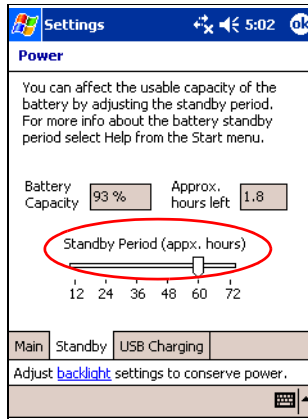 Settings 5:02 ok
Power
You can affect the usable capacity of the
battery by adjusting the standby period.
For more info about the battery standby
period select Help from the Start menu.
Battery Capacity 93 % Approx. hours left 1.8
Standby Period (appx. hours)
12 24 36 48 60 72
Main Standby USB Charging
Adjust backlight settings to conserve power.